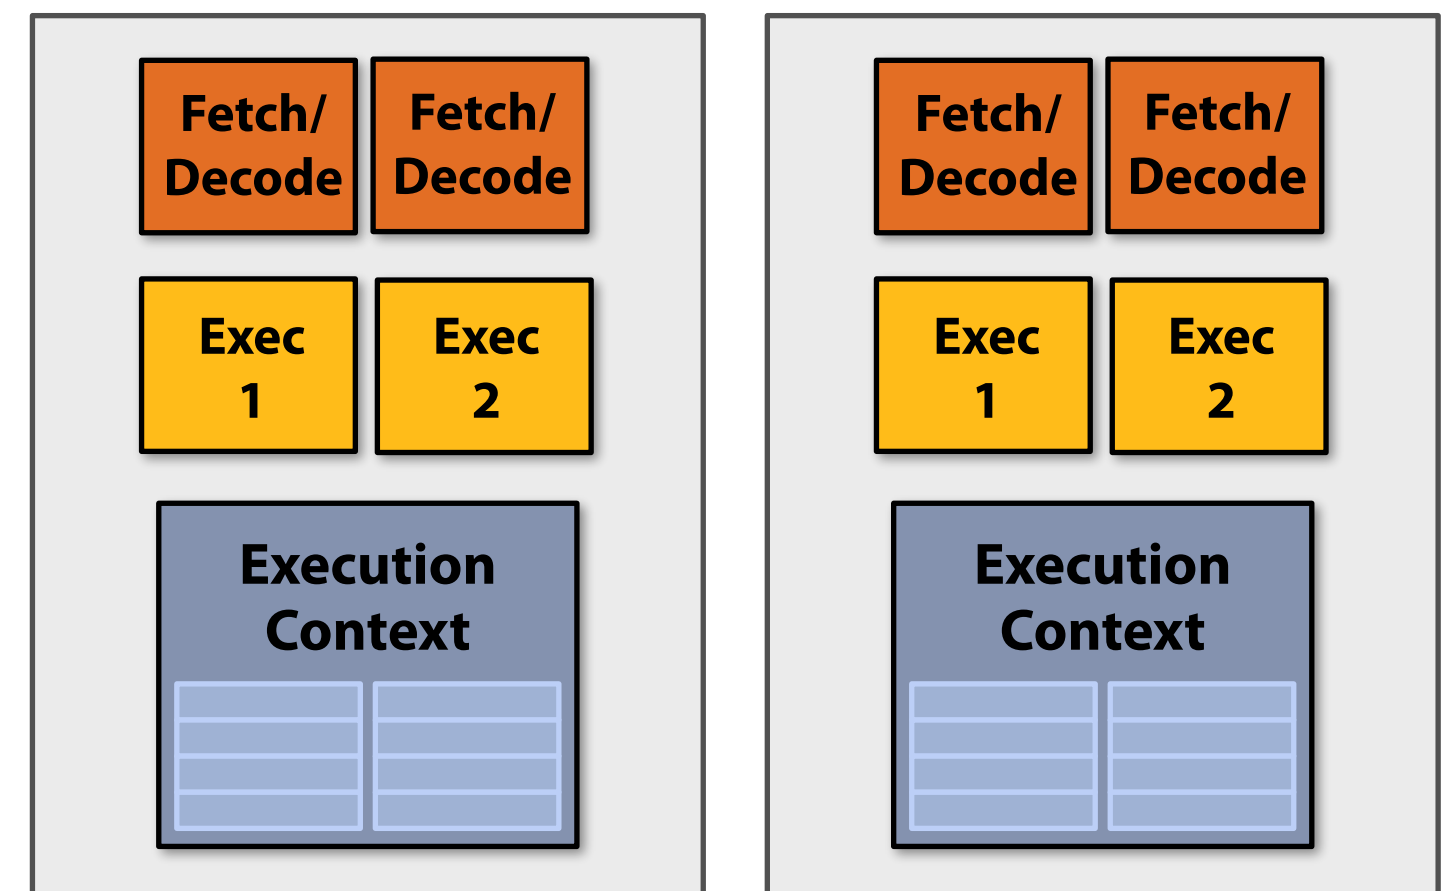 Fetch/
Decode
Fetch/
Decode
Exec
1
Exec
2
Execution
Context
Fetch/
Decode
Fetch/
Decode
Exec
1
Exec
2
Execution
Context